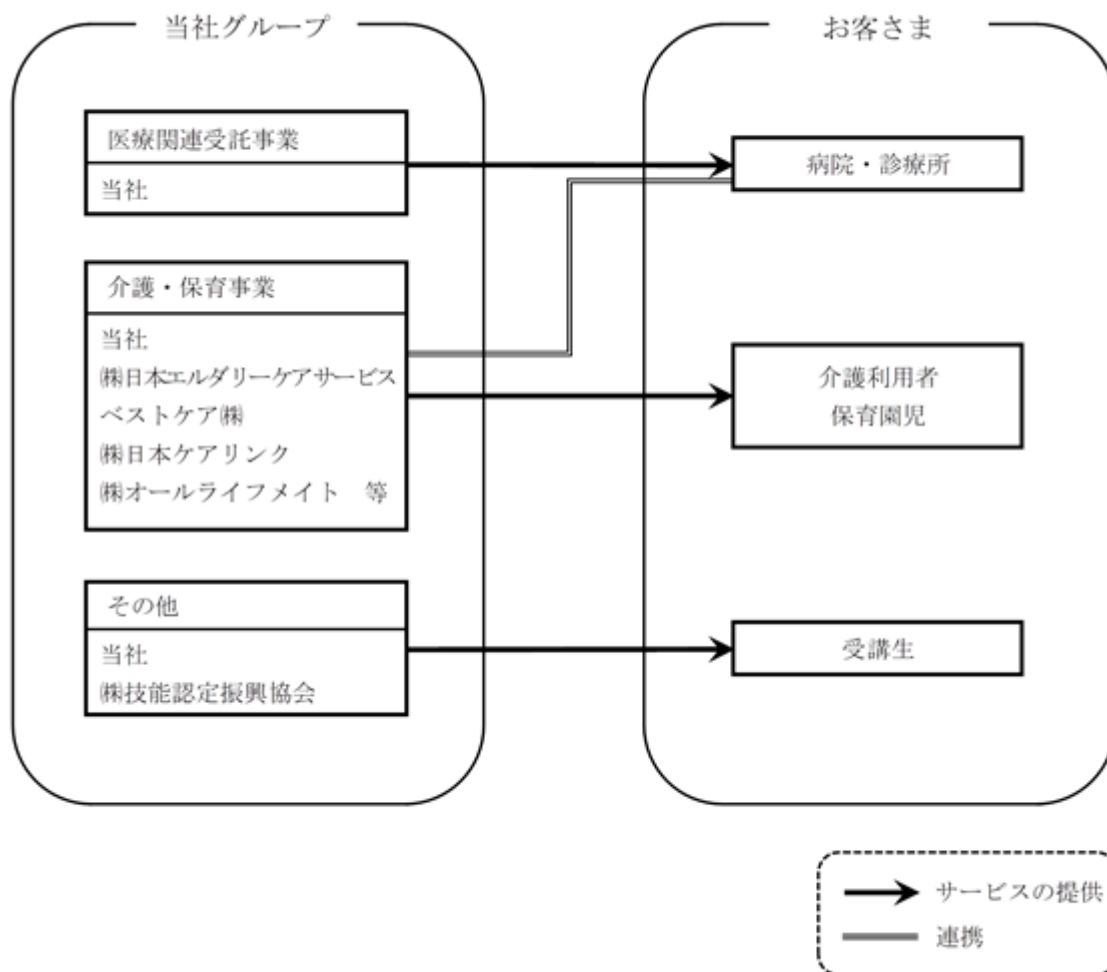 当社グループ
お客さま
医療関連受託事業
当社
病院・診療所
介護・保育事業
当社
㈱日本エルダリーケアサービス
ベストケア㈱
㈱日本ケアリンク
㈱オールライフメイト　等
介護利用者
保育園児
その他
当社
㈱技能認定振興協会
受講生
サービスの提供
連携